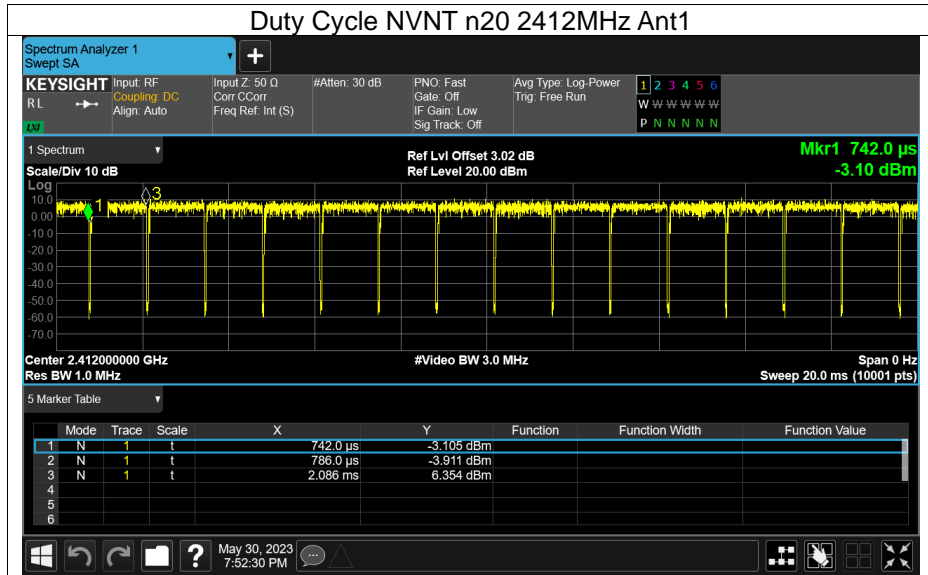 Duty Cycle NVNT n20 2412MHz Ant1
Spectrum Analyzer 1
Swept SA
+
KEYSIGHT Input: RF Input Z: 50 Ω #Atten: 30 dB PNO: Fast Avg Type: Log-Power 1 2 3 4 5 6
R L Coupling: DC Corr CCorr Gate: Off Trig: Free Run W W W W W W
Align: Auto Freq Ref: Int (S) IF Gain: Low
LXI Sig Track: Off P N N N N N
1 Spectrum Ref Lvl Offset 3.02 dB Mkr1 742.0 µs
Scale/Div 10 dB Ref Level 20.00 dBm -3.10 dBm
Log
10.0
0.00
-10.0
-20.0
-30.0
-40.0
-50.0
-60.0
-70.0
1
3
Center 2.412000000 GHz #Video BW 3.0 MHz Span 0 Hz
Res BW 1.0 MHz Sweep 20.0 ms (10001 pts)
5 Marker Table
Mode Trace Scale X Y Function Function Width Function Value
1 N 1 t 742.0 µs -3.105 dBm
2 N 1 t 786.0 µs -3.911 dBm
3 N 1 t 2.086 ms 6.354 dBm
4
5
6
? May 30, 2023
7:52:30 PM